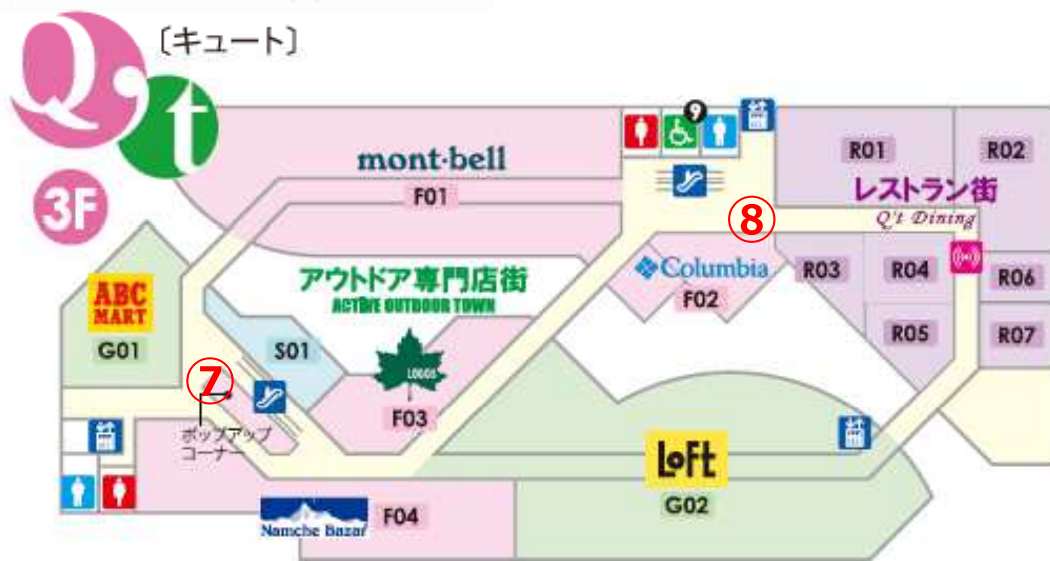 Q't
〔キュート〕
3F
mont·bell
F01
9
R01
R02
レストラン街
Q't Dining
8
ABC
MART
G01
アウトドア専門店街
ACTIVE OUTDOOR TOWN
Columbia
F02
R03
R04
R06
S01
R05
R07
7
LOGOS
F03
ポップアップ
コーナー
LOFT
G02
Namche Bazar
F04